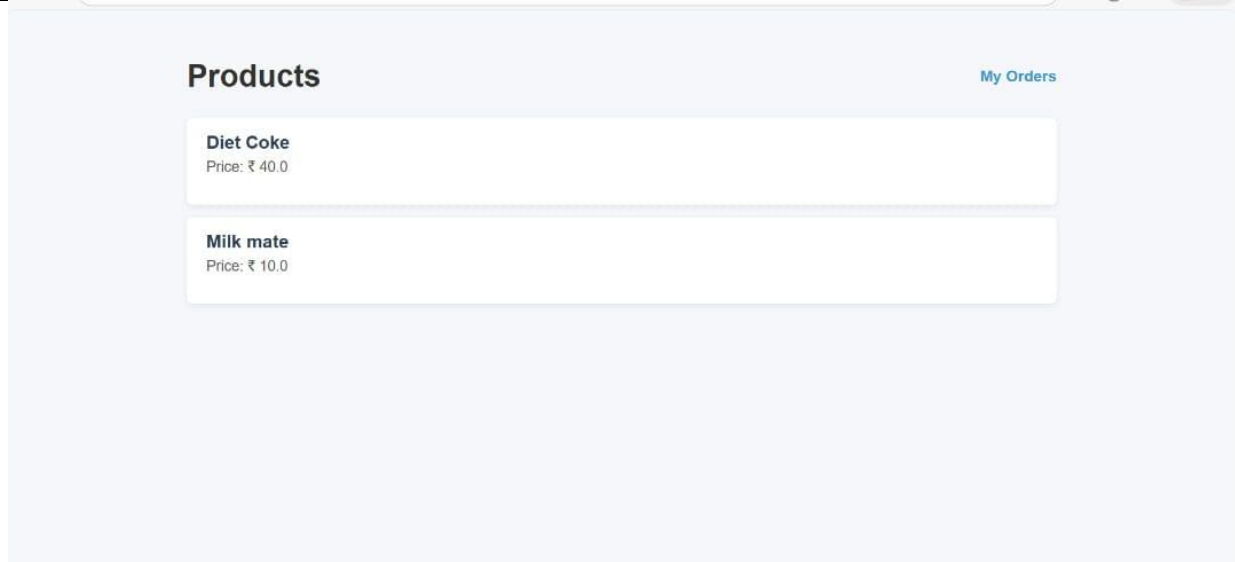 Products
My Orders
Diet Coke
Price: ₹ 40.0
Milk mate
Price: ₹ 10.0